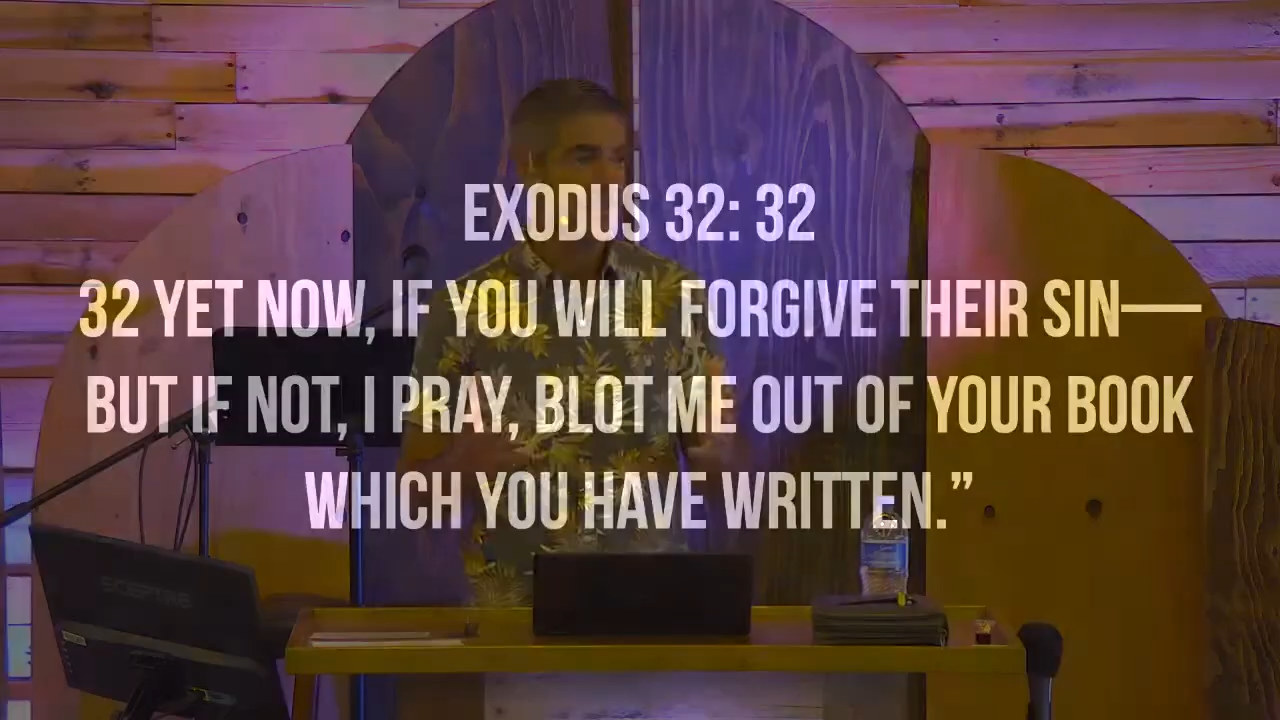 EXODUS 32: 32
32 YET NOW, IF YOU WILL FORGIVE THEIR SIN—
BUT IF NOT, I PRAY, BLOT ME OUT OF YOUR BOOK
WHICH YOU HAVE WRITTEN.”